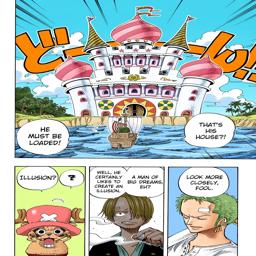 どーーん!!
HE
MUST BE
LOADED!
THAT'S
HIS
HOUSE?!
ILLUSION?
?
WELL, HE
CERTAINLY
LIKES TO
CREATE AN
ILLUSION.
A MAN OF
BIG DREAMS,
EH?
LOOK MORE
CLOSELY,
FOOL.